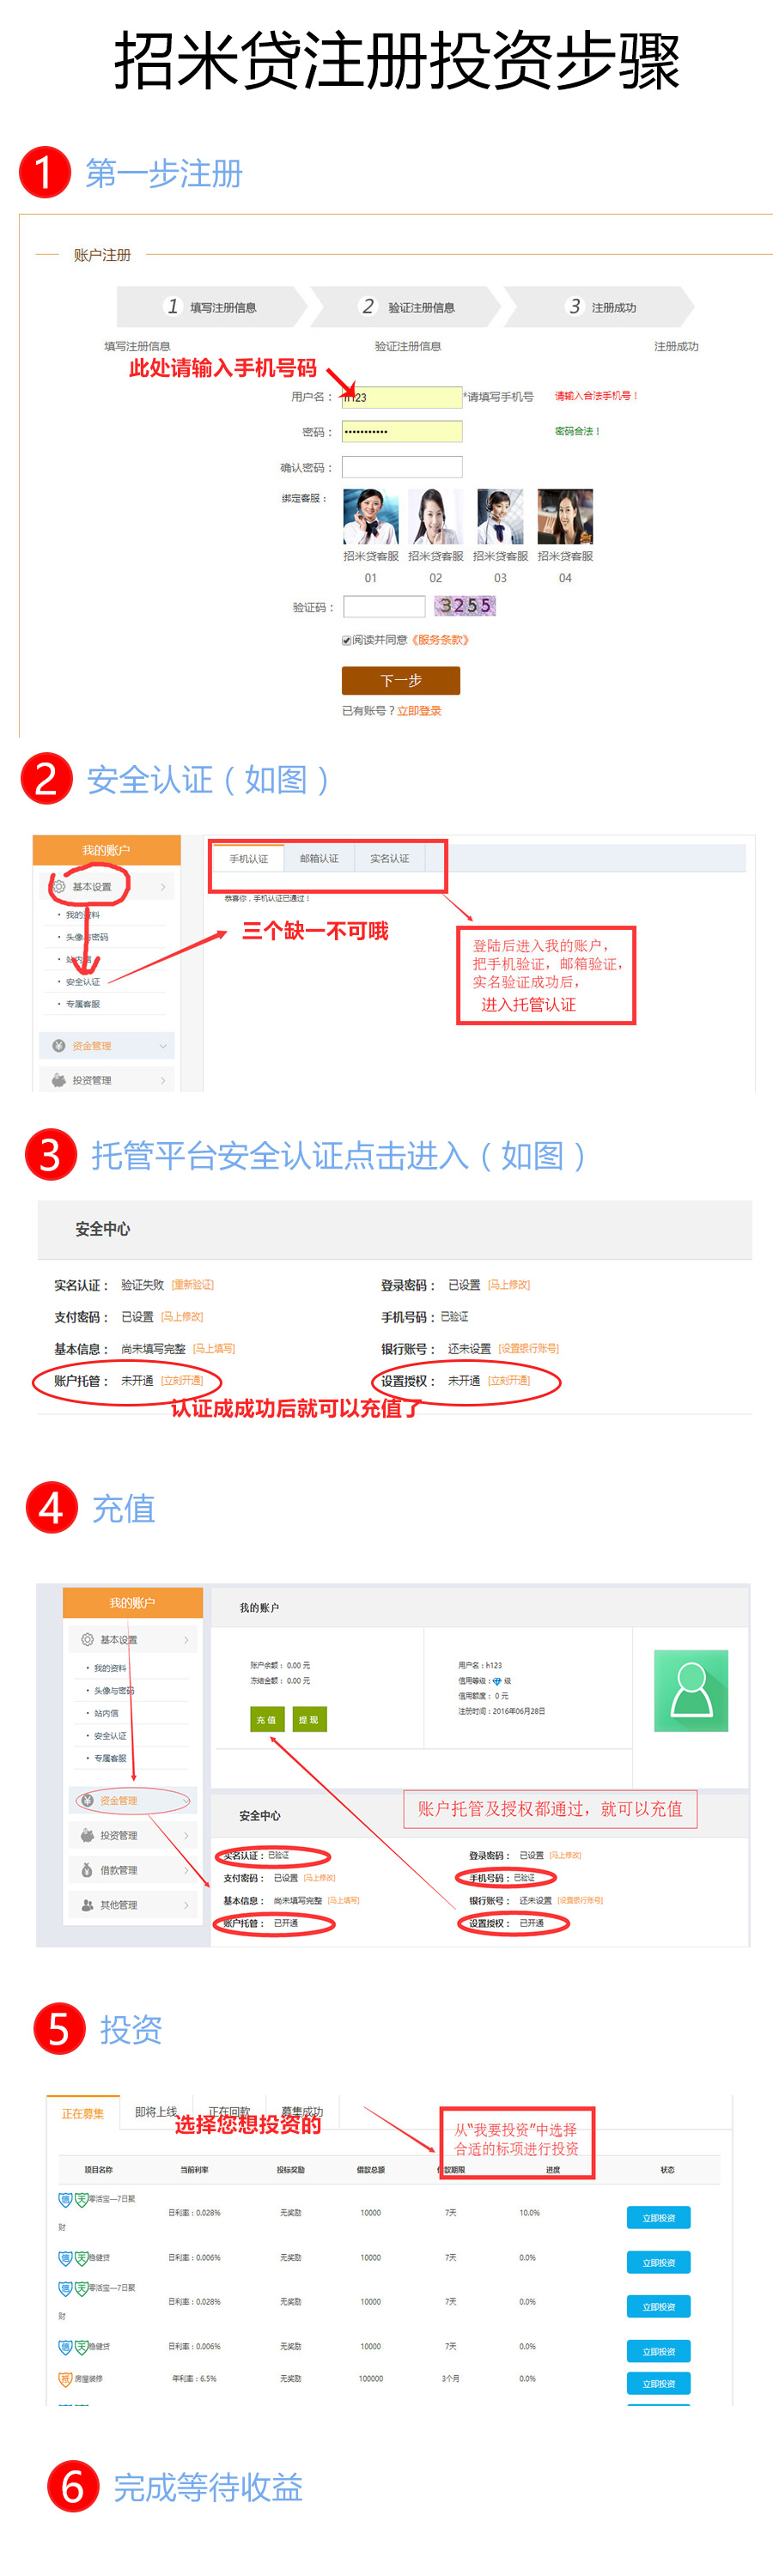 招米贷注册投资步骤
1 第一步注册
账户注册
1 填写注册信息 2 验证注册信息 3 注册成功
填写注册信息 验证注册信息 注册成功
此处请输入手机号码
用户名： h123 *请填写手机号 请输入合法手机号！
密码： ••••••••••• 密码合法！
确认密码：
绑定客服：
招米贷客服 招米贷客服 招米贷客服 招米贷客服
01 02 03 04
验证码： 3255
阅读并同意《服务条款》
下一步
已有账号？立即登录
2 安全认证（如图）
我的账户
手机认证 邮箱认证 实名认证
基本设置
恭喜你，手机认证已通过！
• 我的资料
• 头像与密码
三个缺一不可哦
• 站内信
• 安全认证
• 专属客服
登陆后进入我的账户，
把手机验证，邮箱验证，
实名验证成功后，
进入托管认证
资金管理
投资管理
3 托管平台安全认证点击进入（如图）
安全中心
实名认证： 验证失败 [重新验证] 登录密码： 已设置 [马上修改]
支付密码： 已设置 [马上修改] 手机号码：已验证
基本信息： 尚未填写完整 [马上填写] 银行账号： 还未设置 [设置银行账号]
账户托管： 未开通 [立刻开通] 设置授权： 未开通 [立刻开通]
认证成成功后就可以充值了
4 充值
我的账户
基本设置
• 我的资料
• 头像与密码
• 站内信
• 安全认证
• 专属客服
资金管理
投资管理
借款管理
其他管理
我的账户
账户余额： 0.00 元
冻结金额： 0.00 元
充值 提现
用户名：h123
信用等级： 级
信用额度： 0 元
注册时间：2016年06月28日
账户托管及授权都通过，就可以充值
安全中心
实名认证：已验证 登录密码： 已设置 [马上修改]
支付密码： 已设置 [马上修改] 手机号码：已验证
基本信息： 尚未填写完整 [马上填写] 银行账号： 还未设置 [设置银行账号]
账户托管： 已开通 设置授权： 已开通
5 投资
正在募集 即将上线 正在回款 募集成功
选择您想投资的
从“我要投资”中选择
合适的标项进行投资
项目名称 当前利率 投标奖励 借款总额 借款期限 进度 状态
信 天 零活宝—7日聚
财
日利率：0.028% 无奖励 10000 7天 10.0% 立即投资
信 天 稳健贷 日利率：0.006% 无奖励 10000 7天 0.0% 立即投资
信 天 零活宝—7日聚
财
日利率：0.028% 无奖励 10000 7天 0.0% 立即投资
信 天 稳健贷 日利率：0.006% 无奖励 10000 7天 0.0% 立即投资
房屋装修 年利率：6.5% 无奖励 100000 3个月 0.0% 立即投资
6 完成等待收益